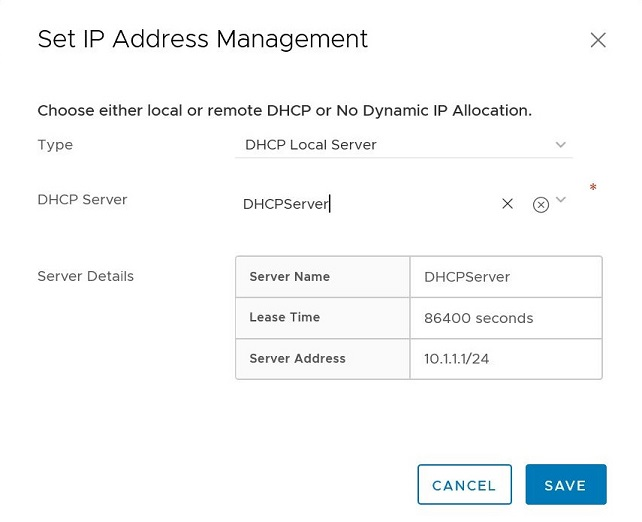 Set IP Address Management
Choose either local or remote DHCP or No Dynamic IP Allocation.
Type
DHCP Local Server
DHCP Server
DHCPServer
*
Server Details
Server Name
DHCPServer
Lease Time
86400 seconds
Server Address
10.1.1.1/24
CANCEL
SAVE